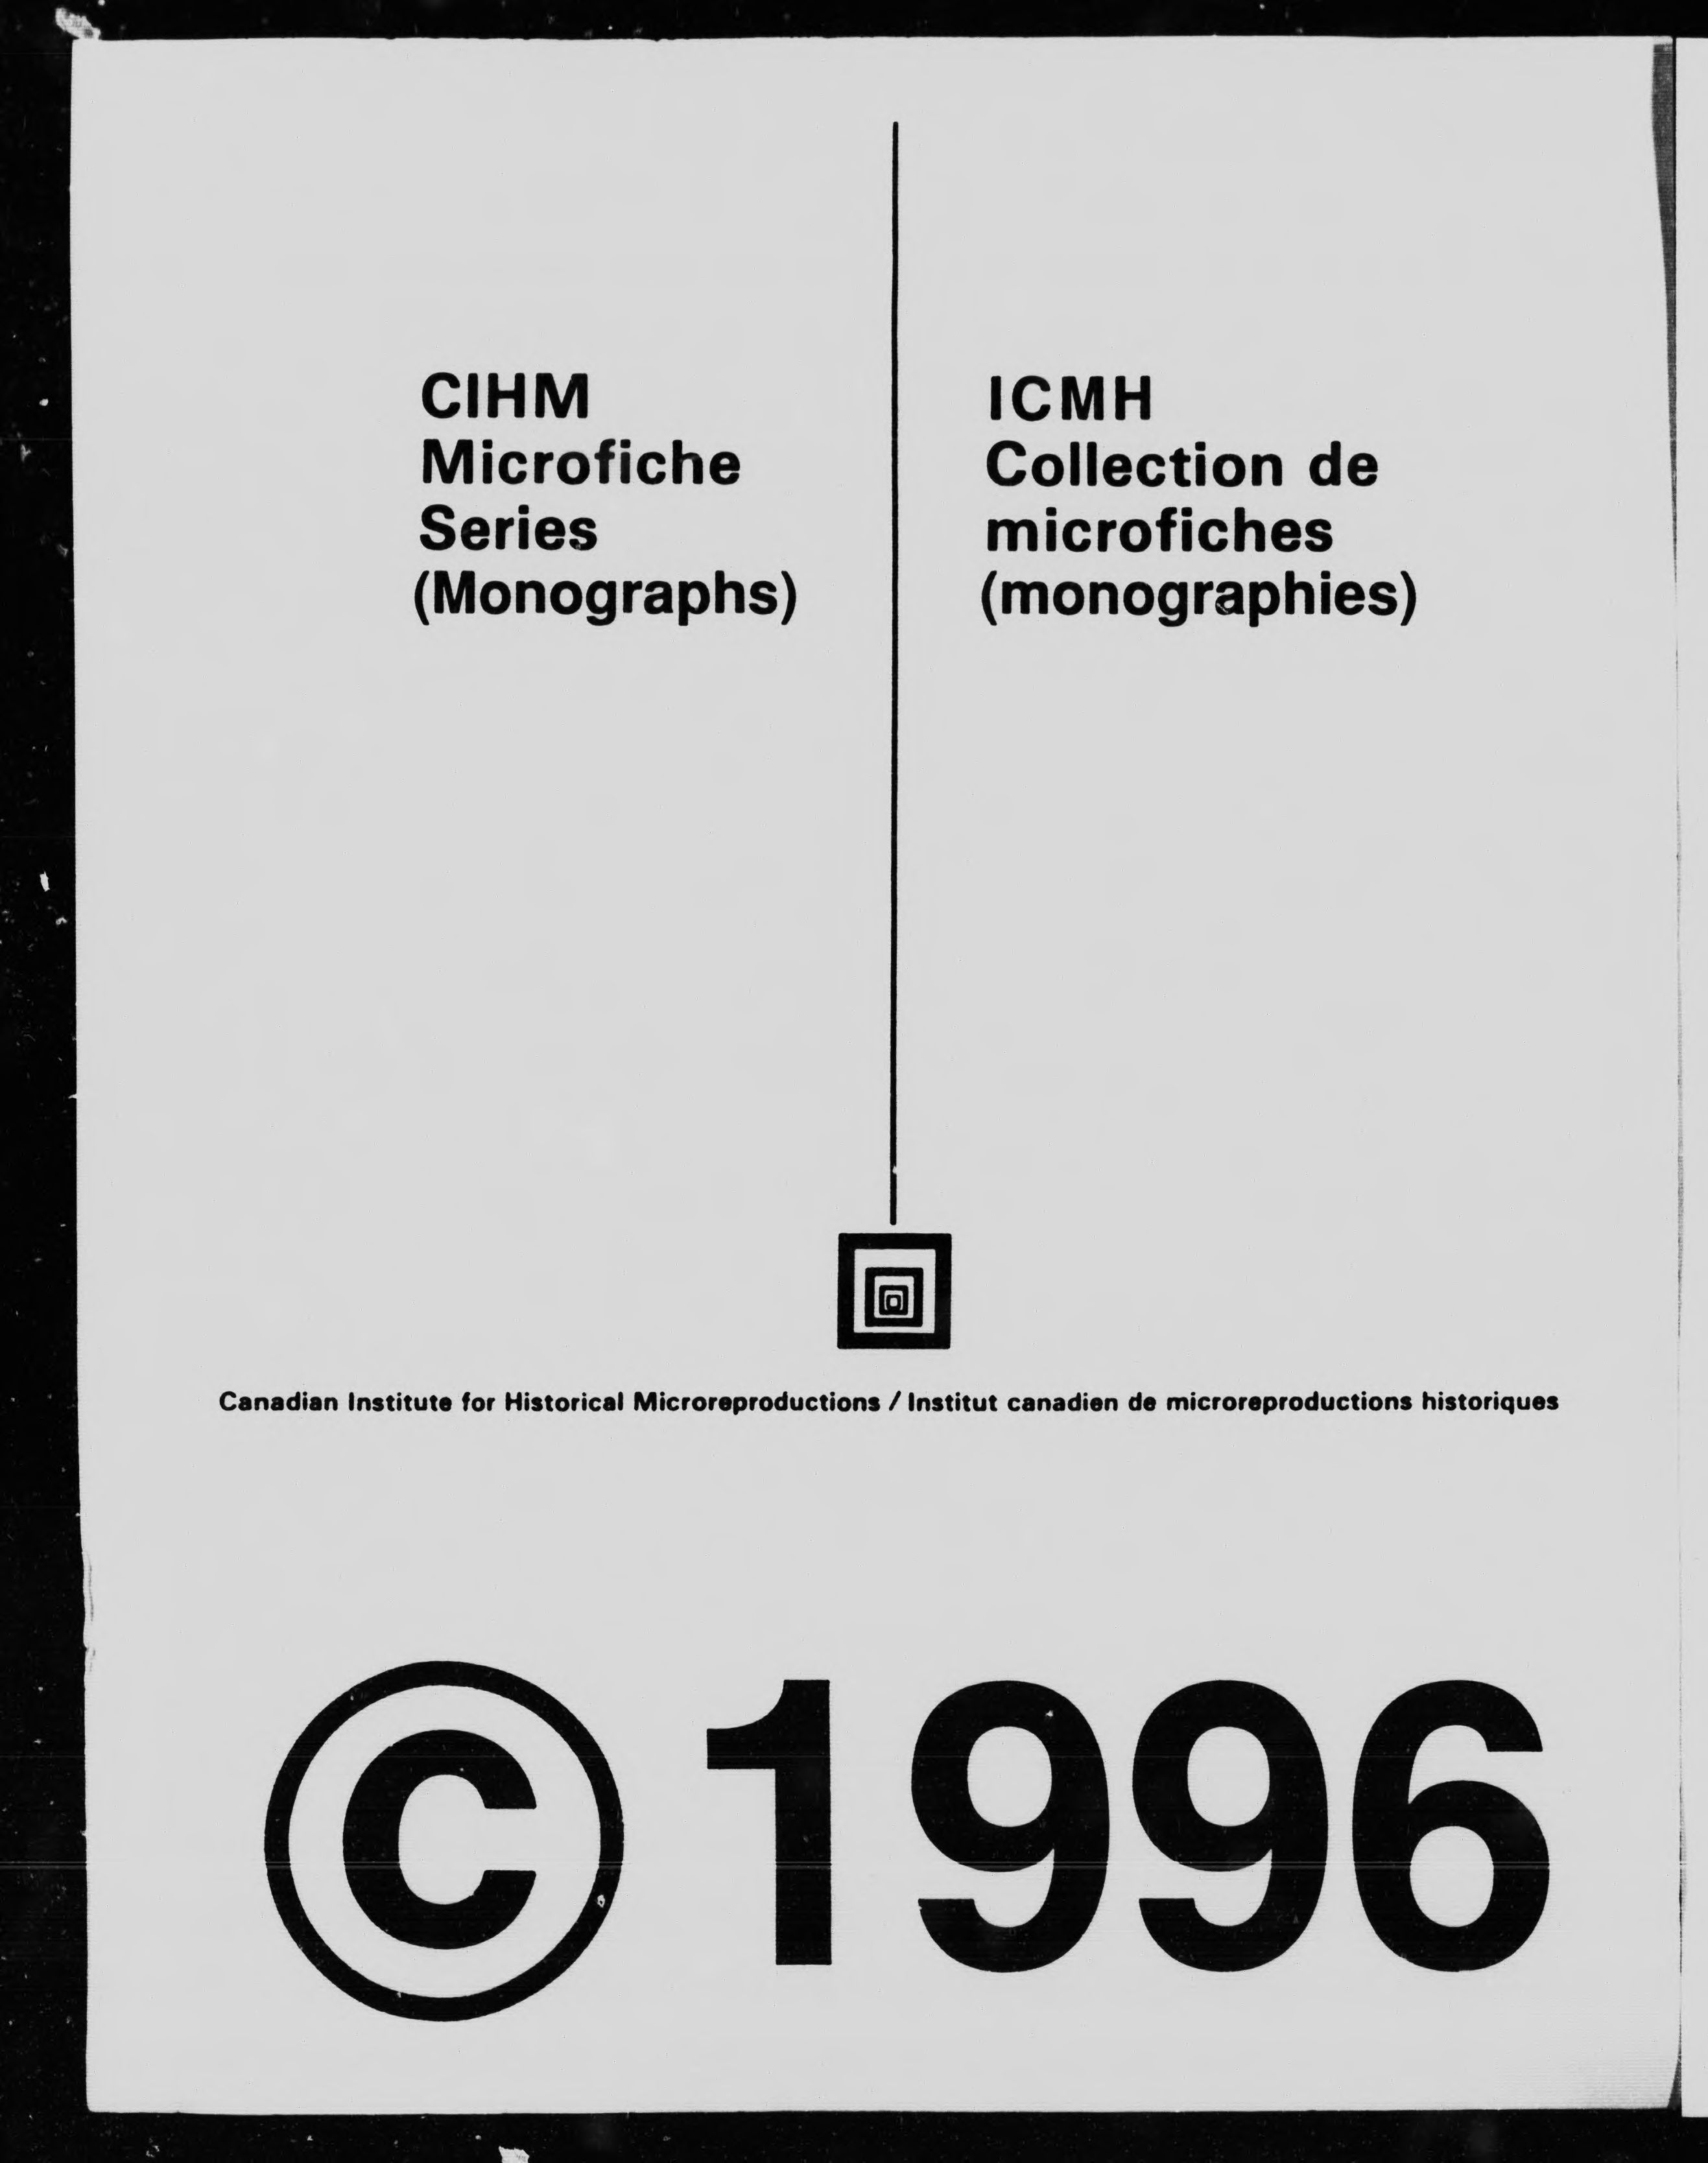 CIHM
Microfiche
Series
(Monographs)
ICMH
Collection de
microfiches
(monographies)
Canadian Institute for Historical Microreproductions / Institut canadien de microreproductions historiques
© 1996